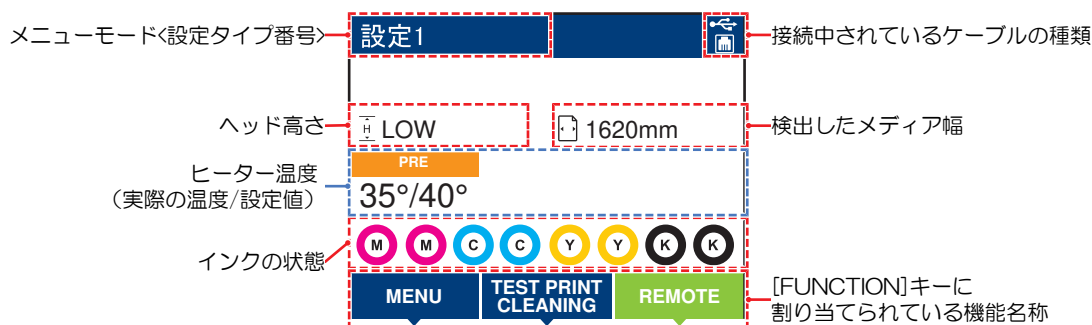 メニューモード<設定タイプ番号>
設定1
接続中されているケーブルの種類
ヘッド高さ
H LOW
1620mm
検出したメディア幅
ヒーター温度
（実際の温度/設定値）
PRE
35°/40°
インクの状態
M M C C Y Y K K
MENU
TEST PRINT
CLEANING
REMOTE
[FUNCTION]キーに
割り当てられている機能名称